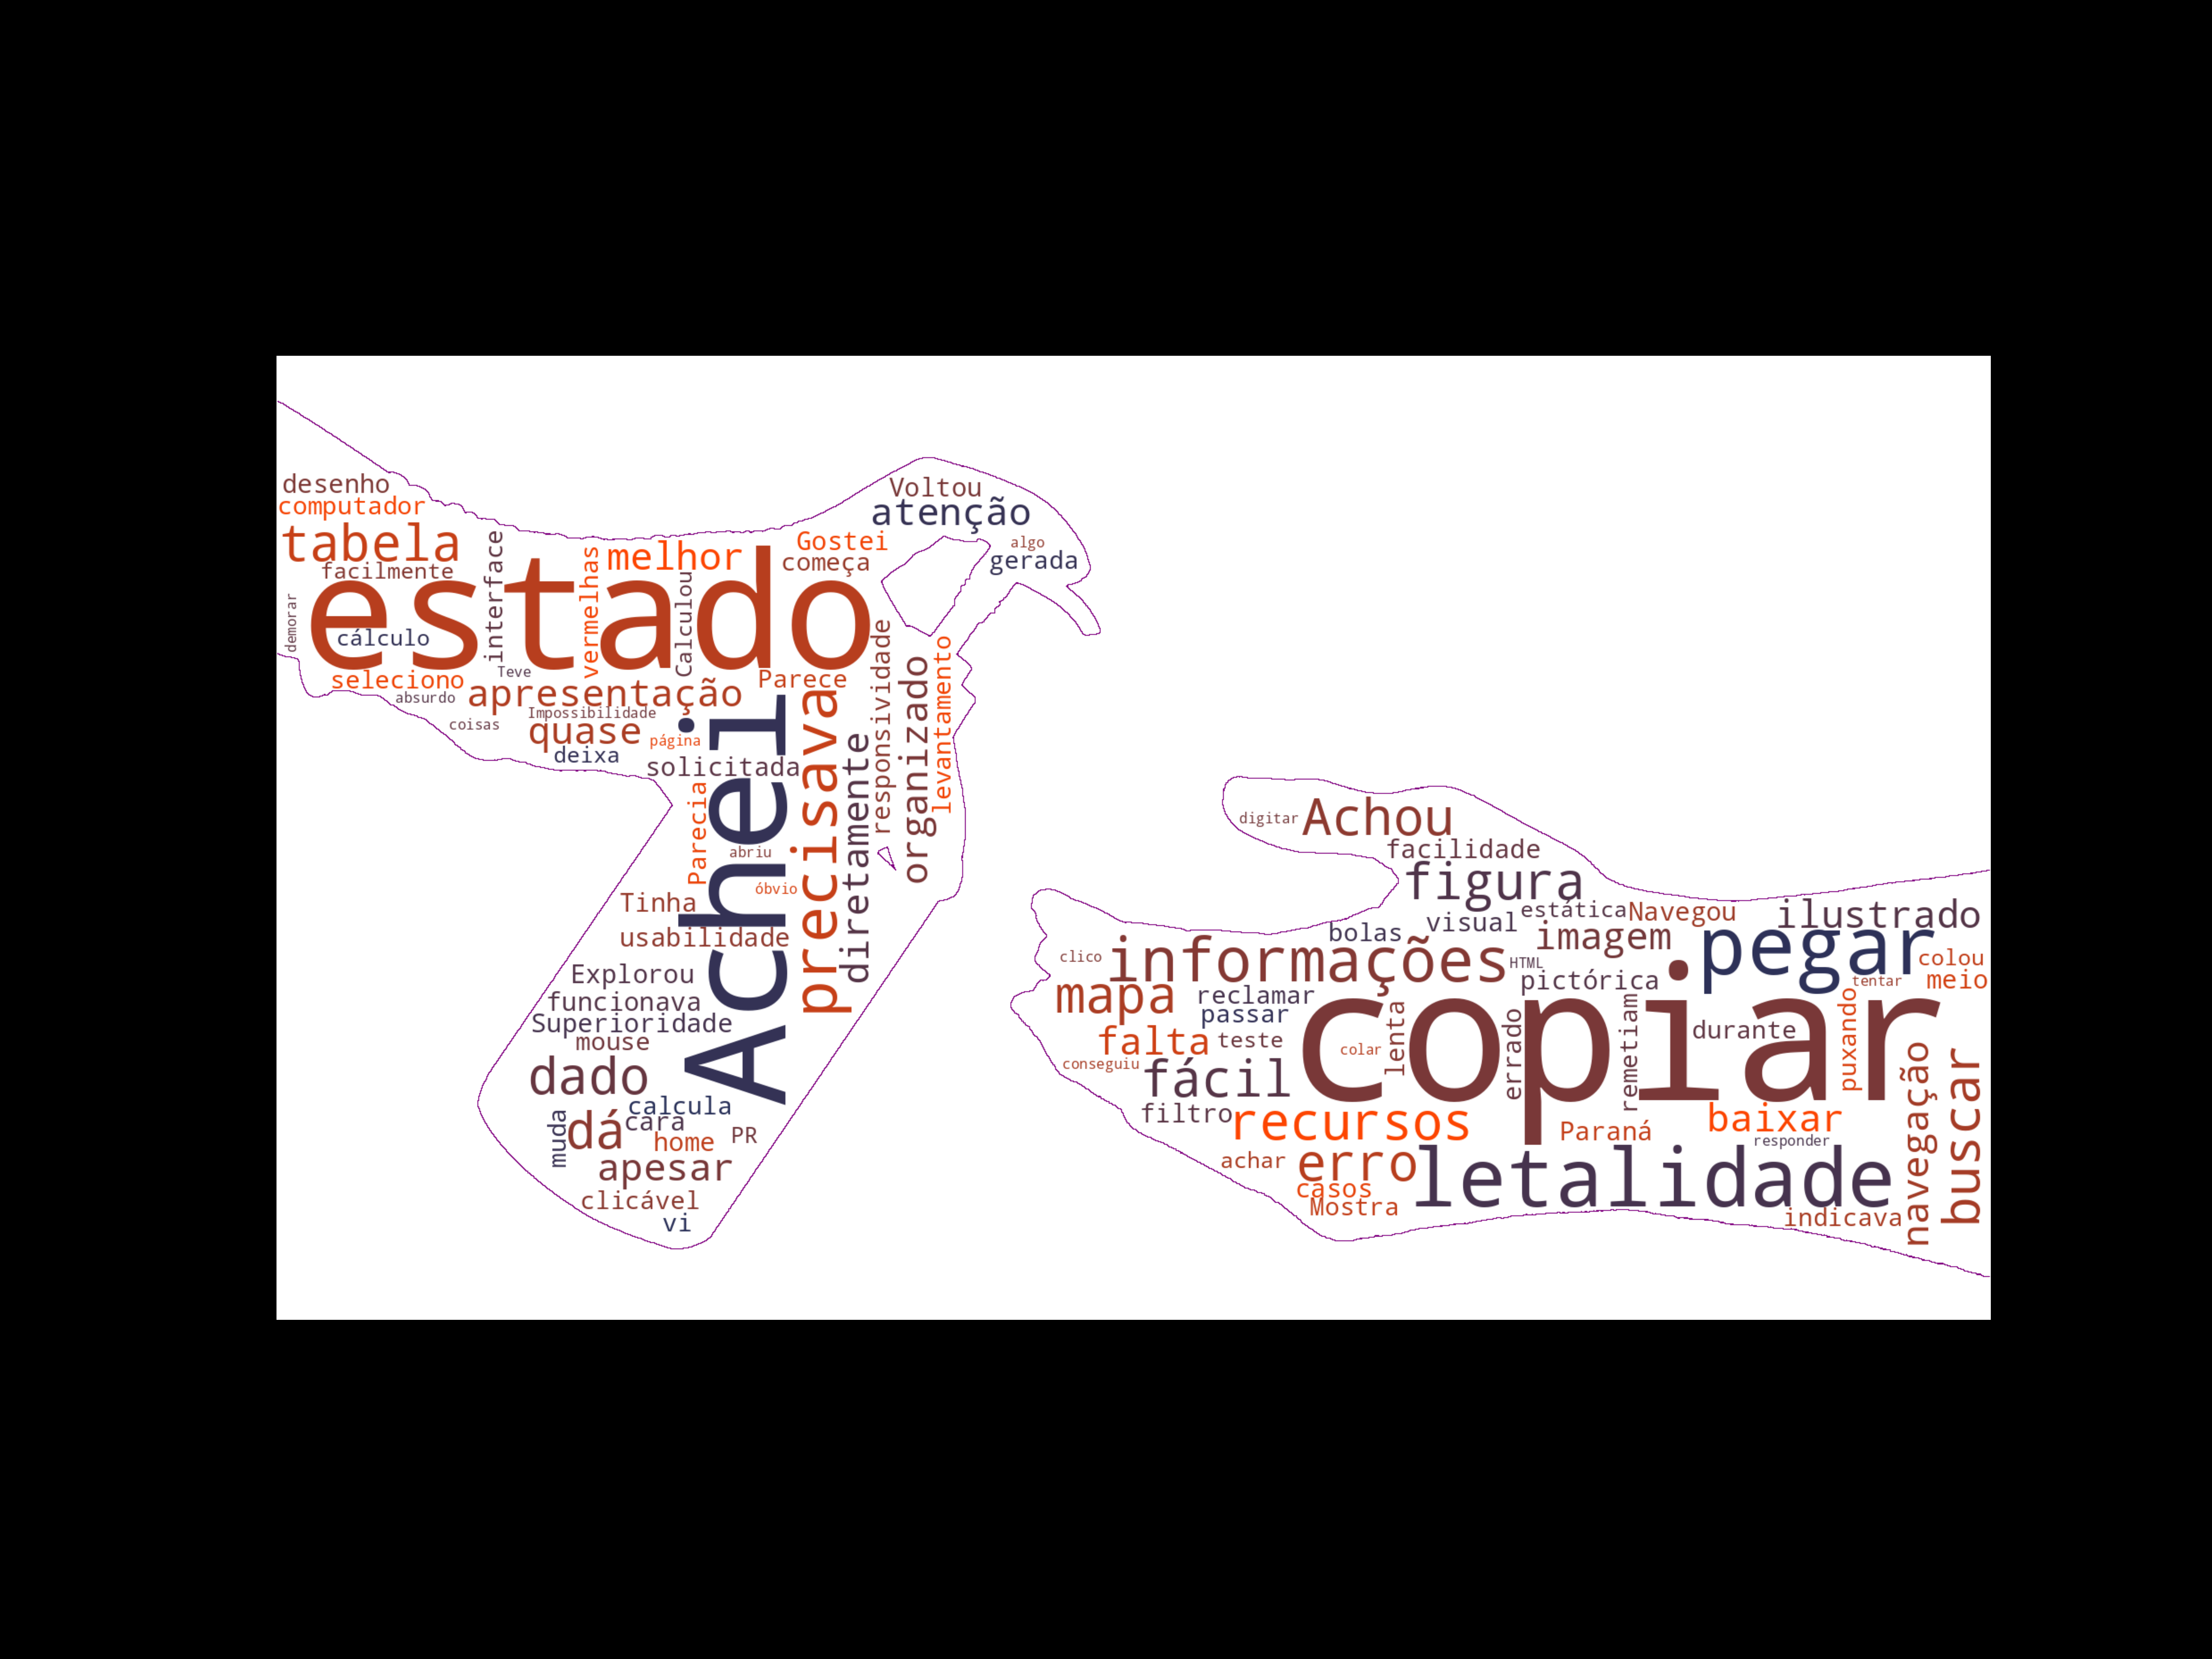 desenho
computador
tabela
facilmente
estado
demorar
cálculo
interface
vermelhas
melhor
Calculou
Gostei
começa
Voltou
atenção
algo
gerada
seleciono
absurdo
Teve
apresentação
Parece
Impossibilidade
coisas
quase
página
deixa
solicitada
Achei
precisava
diretamente
responsividade
organizado
levantamento
Parecia
abriu
óbvio
Tinha
usabilidade
Explorou
funcionava
Superioridade
mouse
dado
calcula
muda
dá
cara
home
PR
apesar
clicável
vi
digitar
Achou
facilidade
figura
estática
Navegou
ilustrado
bolas
visual
imagem
pegar
clico
informações
HTML
pictórica
colou
tentar
meio
mapa
reclamar
passar
copiar
falta
teste
colar
lenta
errado
remetiam
durante
puxando
conseguiu
fácil
filtro
recursos
Paraná
baixar
responder
navegação
buscar
achar
erro
casos
Mostra
letalidade
indicava